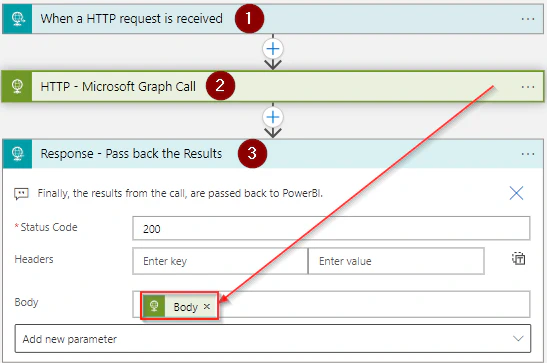 When a HTTP request is received 1
HTTP - Microsoft Graph Call 2
Response - Pass back the Results 3
Finally, the results from the call, are passed back to PowerBI.
*Status Code 200
Headers Enter key Enter value
Body Body ×
Add new parameter